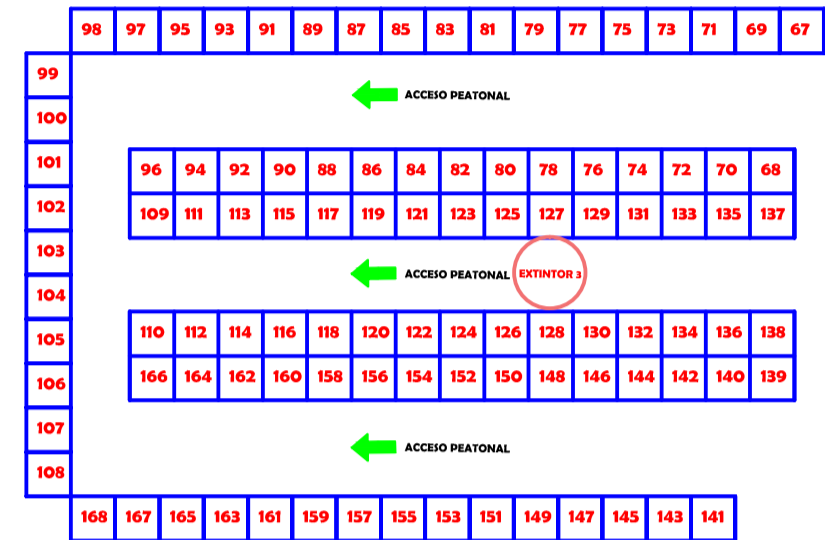 98 97 95 93 91 89 87 85 83 81 79 77 75 73 71 69 67
99
ACCESO PEATONAL
100
101
96 94 92 90 88 86 84 82 80 78 76 74 72 70 68
102
109 111 113 115 117 119 121 123 125 127 129 131 133 135 137
103
ACCESO PEATONAL EXTINTOR 3
104
105
110 112 114 116 118 120 122 124 126 128 130 132 134 136 138
106
166 164 162 160 158 156 154 152 150 148 146 144 142 140 139
107
ACCESO PEATONAL
108
168 167 165 163 161 159 157 155 153 151 149 147 145 143 141